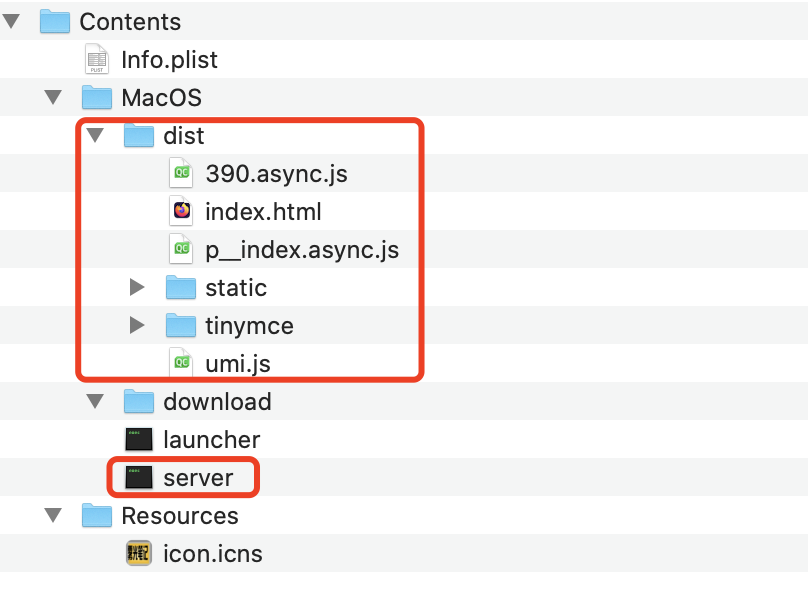 Contents
Info.plist
MacOS
dist
390.async.js
index.html
p__index.async.js
static
tinymce
umi.js
download
launcher
server
Resources
icon.icns